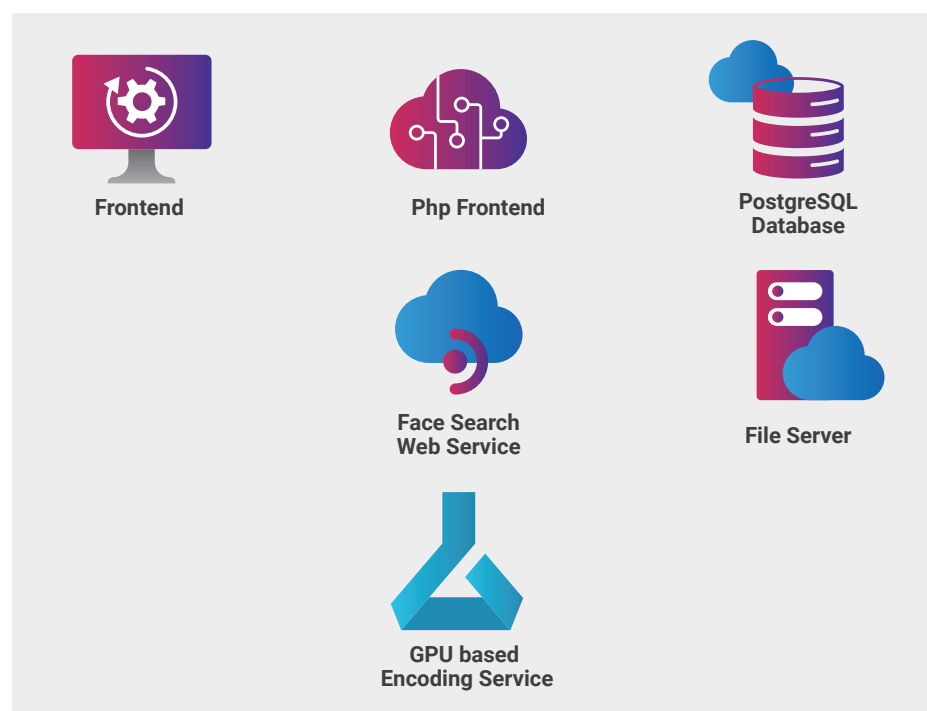 Frontend
Php Frontend
PostgreSQL
Database
Face Search
Web Service
File Server
GPU based
Encoding Service